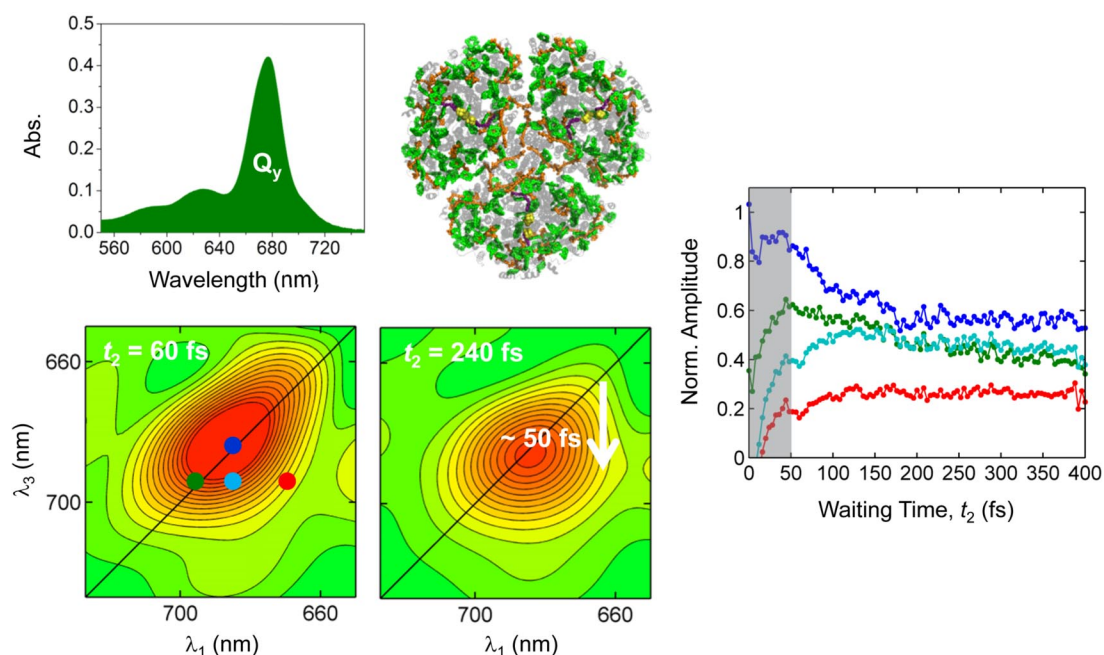 0.5
0.4
0.3
0.2
0.1
0.0
Abs.
Qy
560 600 640 680 720
Wavelength (nm)
660
700
λ3 (nm)
t2 = 60 fs
700 660
λ1 (nm)
t2 = 240 fs
~ 50 fs
700 660
λ1 (nm)
1
0.8
0.6
0.4
0.2
0
Norm. Amplitude
0 50 100 150 200 250 300 350 400
Waiting Time, t2 (fs)